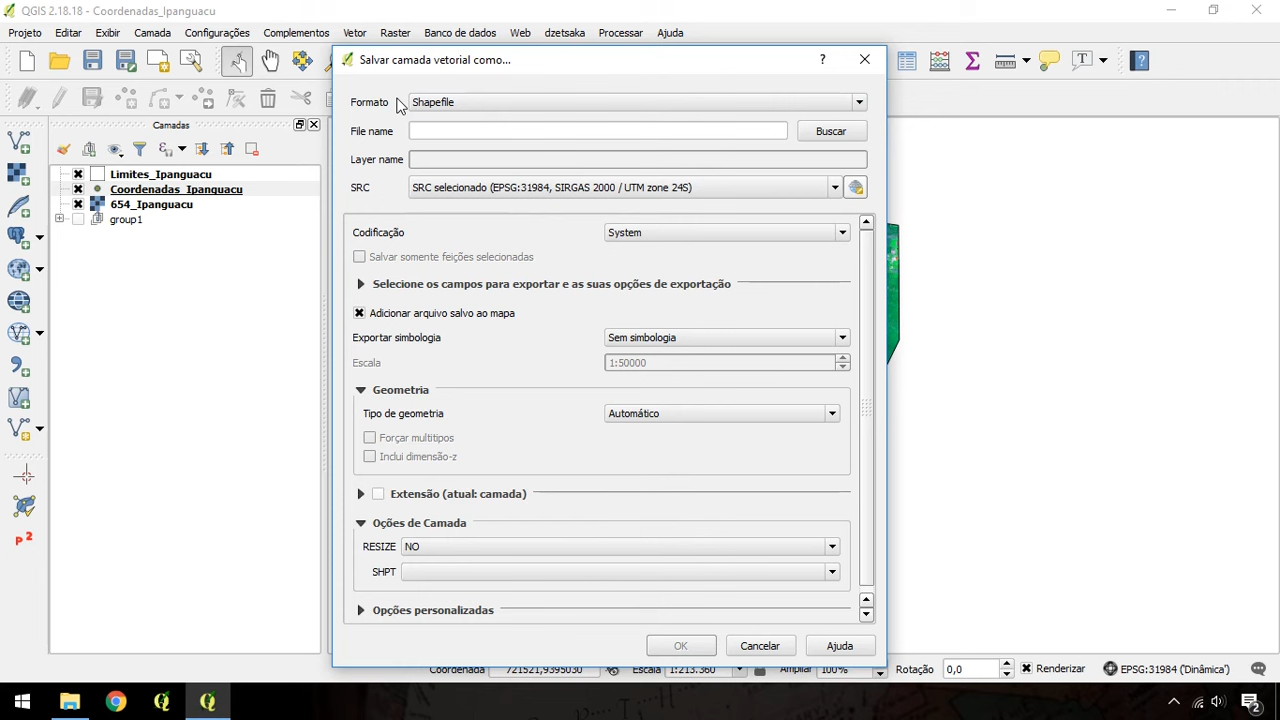 QGIS 2.18.18 - Coordenadas_Ipanguacu
Projeto Editar Exibir Camada Configurações Complementos Vetor Raster Banco de dados Web dzetsaka Processar Ajuda
Salvar camada vetorial como...
Formato Shapefile
File name Buscar
Layer name
SRC SRC selecionado (EPSG:31984, SIRGAS 2000 / UTM zone 24S)
Camadas
Limites_Ipanguacu
Coordenadas_Ipanguacu
654_Ipanguacu
group1
Codificação System
Salvar somente feições selecionadas
Selecione os campos para exportar e as suas opções de exportação
Adicionar arquivo salvo ao mapa
Exportar simbologia Sem simbologia
Escala 1:50000
Geometria
Tipo de geometria Automático
Forçar multitipos
Inclui dimensão-z
Extensão (atual: camada)
Oções de Camada
RESIZE NO
SHPT
Opções personalizadas
OK Cancelar Ajuda
Coordenada 721521,9395030 Escala 1:213.360 Ampliar 100% Rotação 0,0 Renderizar EPSG:31984 ('Dinâmica')
2